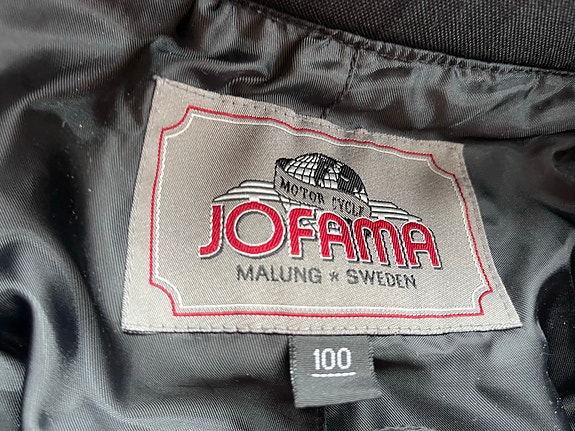 MOTOR CYCLE
JOFAMA
MALUNG * SWEDEN
100